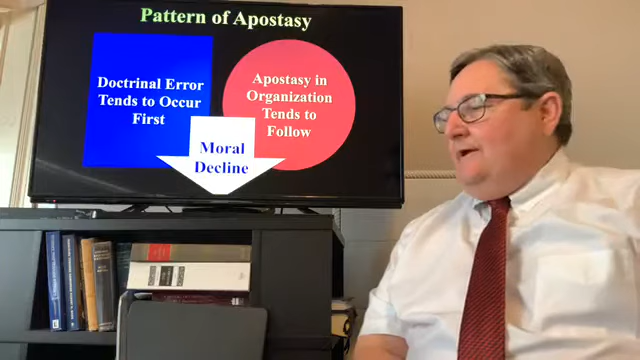 Pattern of Apostasy
Doctrinal Error
Tends to Occur
First
Apostasy in
Organization
Tends to
Follow
Moral
Decline